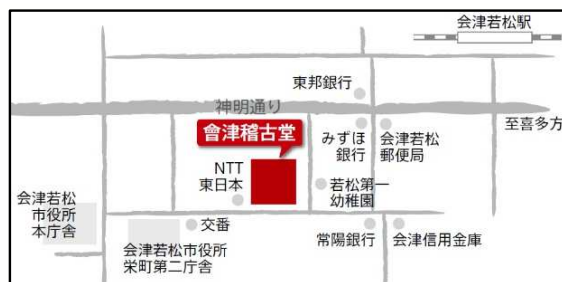 会津若松駅
東邦銀行
神明通り
至喜多方
會津稽古堂
みずほ
銀行
会津若松
郵便局
NTT
東日本
若松第一
幼稚園
会津若松
市役所
本庁舎
交番
会津若松市役所
栄町第二庁舎
常陽銀行
会津信用金庫